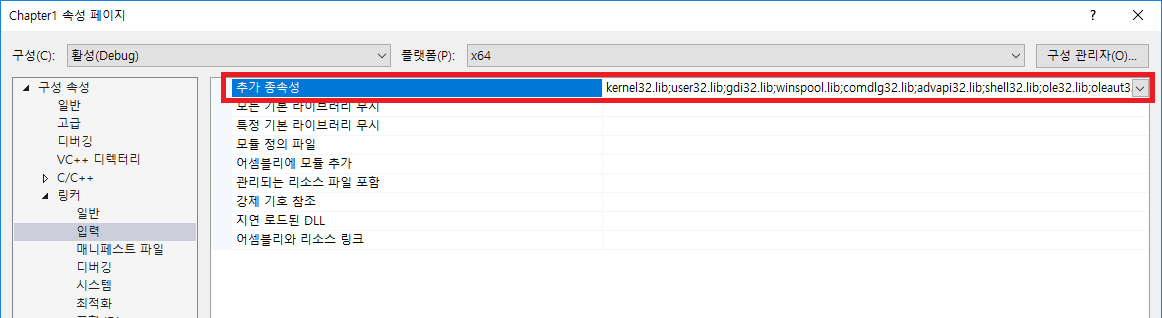 Chapter1 속성 페이지
? ×
구성(C): 활성(Debug) 플랫폼(P): x64 구성 관리자(O)...
구성 속성
일반
고급
디버깅
VC++ 디렉터리
C/C++
링커
일반
입력
매니페스트 파일
디버깅
시스템
최적화
추가 종속성 kernel32.lib;user32.lib;gdi32.lib;winspool.lib;comdlg32.lib;advapi32.lib;shell32.lib;ole32.lib;oleaut3
모든 기본 라이브러리 무시
특정 기본 라이브러리 무시
모듈 정의 파일
어셈블리에 모듈 추가
관리되는 리소스 파일 포함
강제 기호 참조
지연 로드된 DLL
어셈블리와 리소스 링크